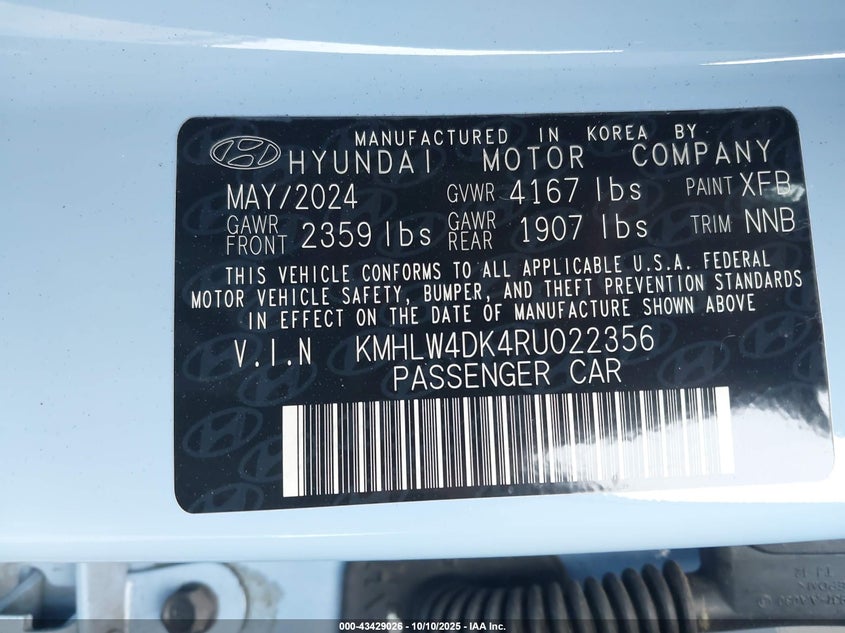 MANUFACTURED IN KOREA BY
HYUNDAI MOTOR COMPANY
MAY/2024 GVWR 4167 lbs PAINT XFB
GAWR FRONT 2359 lbs GAWR REAR 1907 lbs TRIM NNB
THIS VEHICLE CONFORMS TO ALL APPLICABLE U.S.A. FEDERAL
MOTOR VEHICLE SAFETY, BUMPER, AND THEFT PREVENTION STANDARDS
IN EFFECT ON THE DATE OF MANUFACTURE SHOWN ABOVE
V.I.N KMHLW4DK4RU022356
PASSENGER CAR
000-43429026 - 10/10/2025 - IAA Inc.